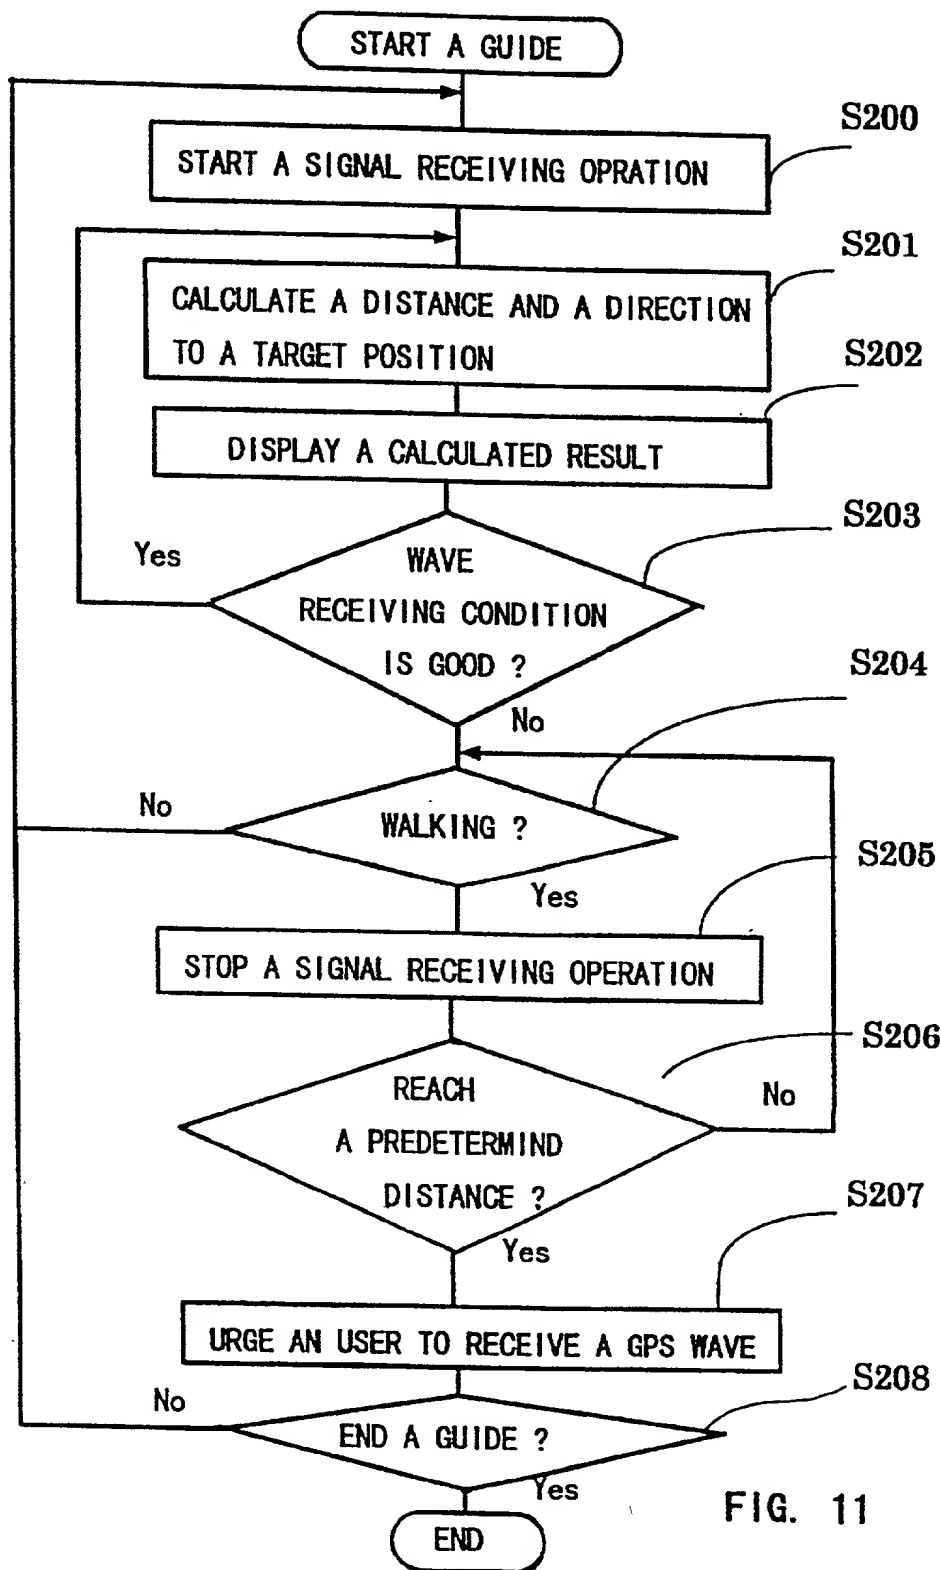 START A GUIDE
S200
START A SIGNAL RECEIVING OPRATION
S201
CALCULATE A DISTANCE AND A DIRECTION
TO A TARGET POSITION
S202
DISPLAY A CALCULATED RESULT
S203
Yes
WAVE
RECEIVING CONDITION
IS GOOD ?
S204
No
No
WALKING ?
S205
Yes
STOP A SIGNAL RECEIVING OPERATION
S206
REACH
No
A PREDETERMIND
DISTANCE ?
S207
Yes
URGE AN USER TO RECEIVE A GPS WAVE
S208
No
END A GUIDE ?
Yes
FIG. 11
END